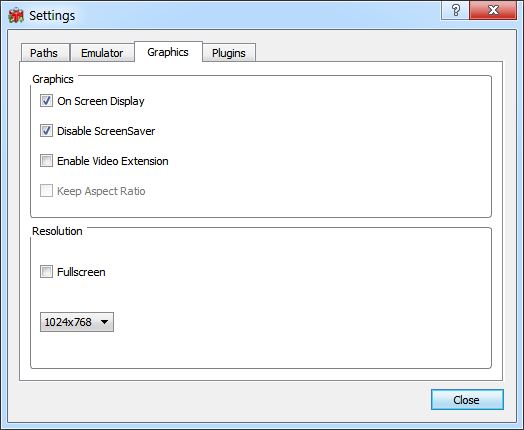 Settings
?
Paths Emulator Graphics Plugins
Graphics
On Screen Display
Disable ScreenSaver
Enable Video Extension
Keep Aspect Ratio
Resolution
Fullscreen
1024x768
Close